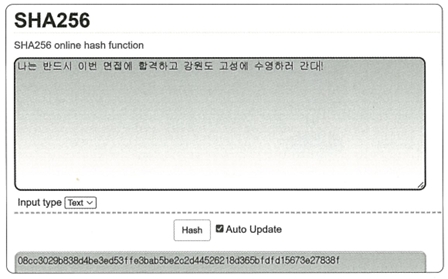 SHA256
SHA256 online hash function
나는 반드시 이번 면접에 합격하고 강원도 고성에 수영하러 간다!
Input type Text
Hash Auto Update
08cc3029b838d4be3ed53ffe3bab5be2c2d44526218d365bfdfd15673e27838f